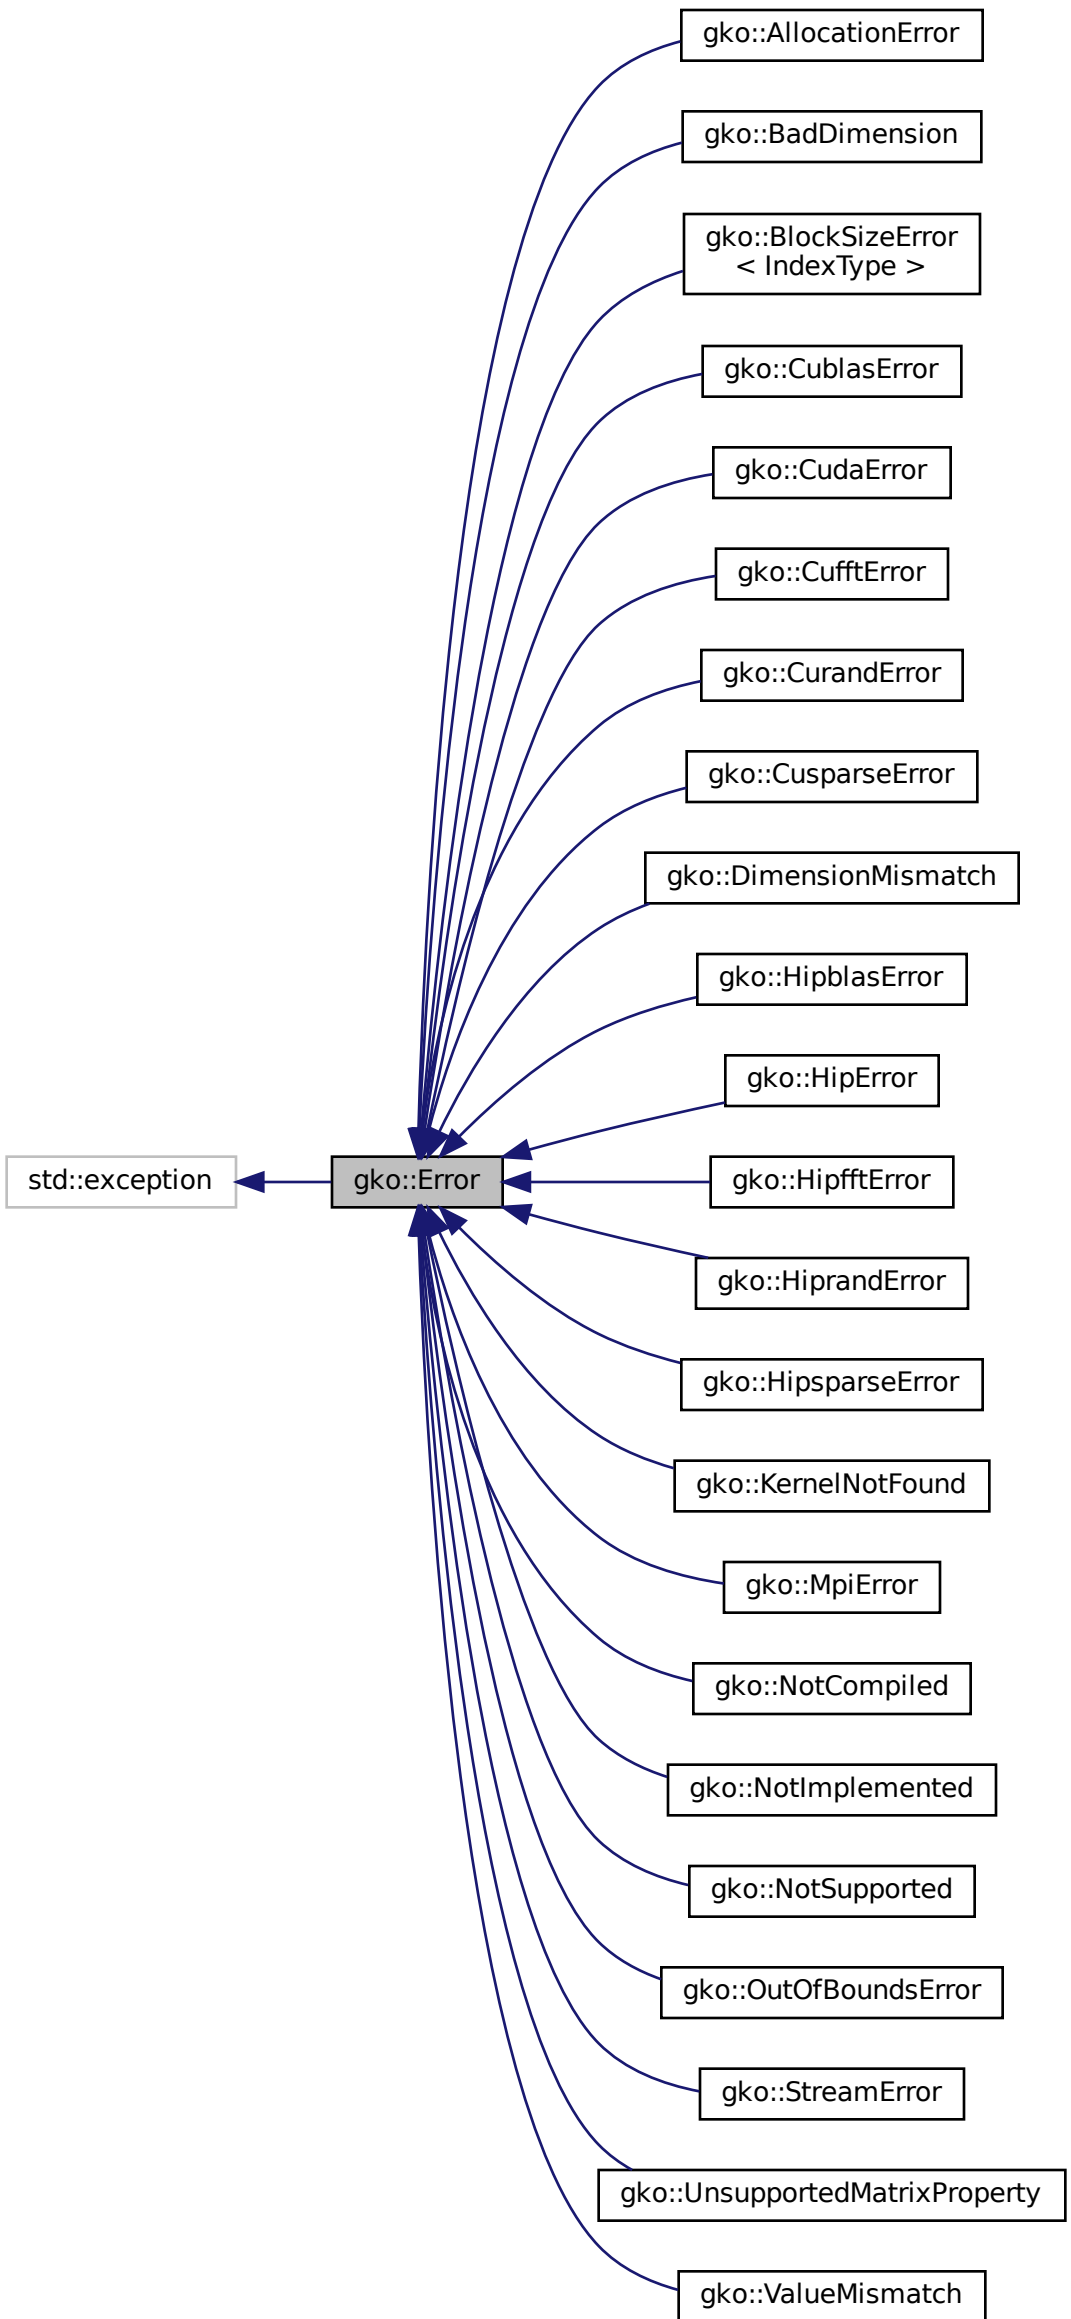 gko::AllocationError
gko::BadDimension
gko::BlockSizeError
< IndexType >
gko::CublasError
gko::CudaError
gko::CufftError
gko::CurandError
gko::CusparseError
gko::DimensionMismatch
gko::HipblasError
gko::HipError
std::exception
gko::Error
gko::HipfftError
gko::HiprandError
gko::HipsparseError
gko::KernelNotFound
gko::MpiError
gko::NotCompiled
gko::NotImplemented
gko::NotSupported
gko::OutOfBoundsError
gko::StreamError
gko::UnsupportedMatrixProperty
gko::ValueMismatch